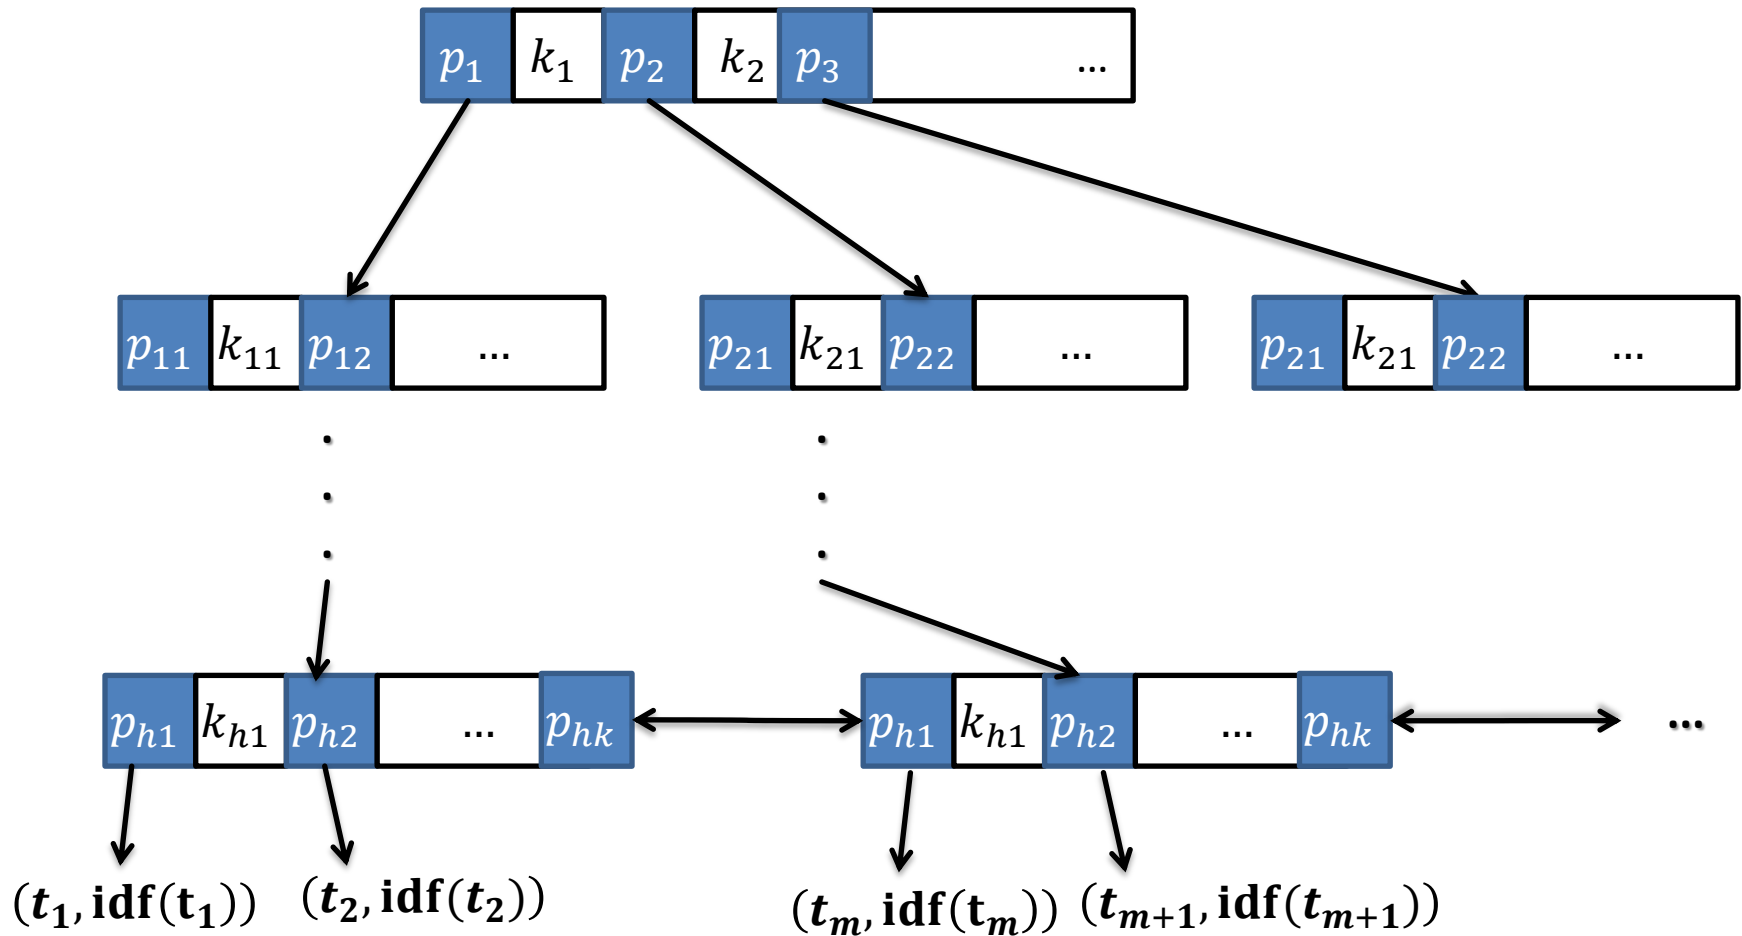 p₁ k₁ p₂ k₂ p₃ ...
p₁₁ k₁₁ p₁₂ ... p₂₁ k₂₁ p₂₂ ... p₂₁ k₂₁ p₂₂ ...
. .
. .
. .
pₕ₁ kₕ₁ pₕ₂ ... pₕₖ pₕ₁ kₕ₁ pₕ₂ ... pₕₖ ...
(t₁, idf(t₁)) (t₂, idf(t₂)) (tₘ, idf(tₘ)) (tₘ₊₁, idf(tₘ₊₁))